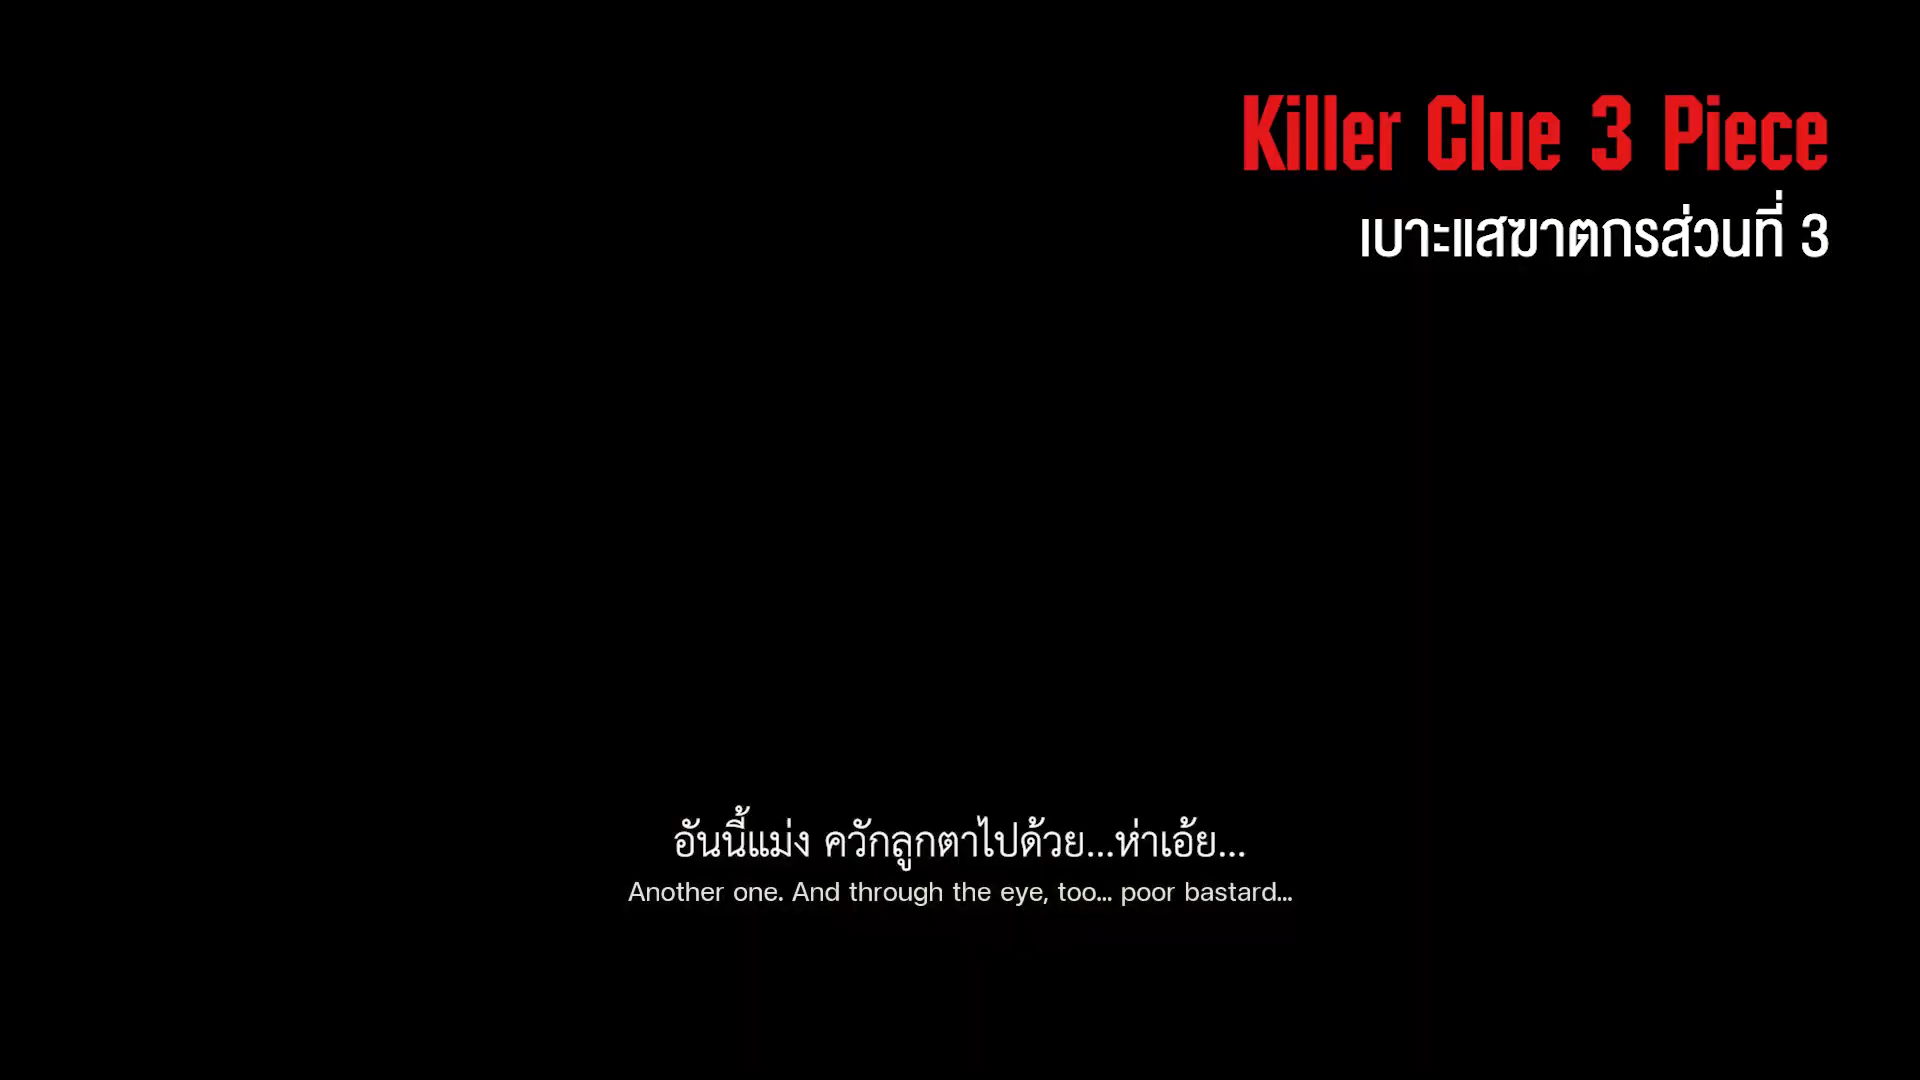 Killer Clue 3 Piece
เบาะแสฆาตกรส่วนที่ 3
อันนี้แม่ง ควักลูกตาไปด้วย...ห่าเอ้ย...
Another one. And through the eye, too... poor bastard...